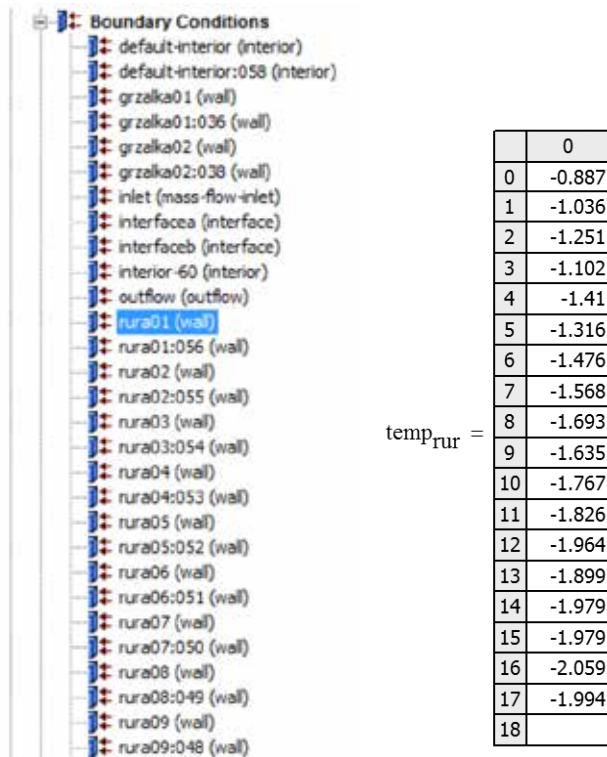 Boundary Conditions
default-interior (interior)
default-interior:058 (interior)
grzalka01 (wall)
grzalka01:036 (wall)
grzalka02 (wall)
grzalka02:038 (wall)
inlet (mass-flow-inlet)
interfacea (interface)
interfaceb (interface)
interior-60 (interior)
outflow (outflow)
rura01 (wall)
rura01:056 (wall)
rura02 (wall)
rura02:055 (wall)
rura03 (wall)
rura03:054 (wall)
rura04 (wall)
rura04:053 (wall)
rura05 (wall)
rura05:052 (wall)
rura06 (wall)
rura06:051 (wall)
rura07 (wall)
rura07:050 (wall)
rura08 (wall)
rura08:049 (wall)
rura09 (wall)
rura09:048 (wall)
temp rur =
0
0 -0.887
1 -1.036
2 -1.251
3 -1.102
4 -1.41
5 -1.316
6 -1.476
7 -1.568
8 -1.693
9 -1.635
10 -1.767
11 -1.826
12 -1.964
13 -1.899
14 -1.979
15 -1.979
16 -2.059
17 -1.994
18